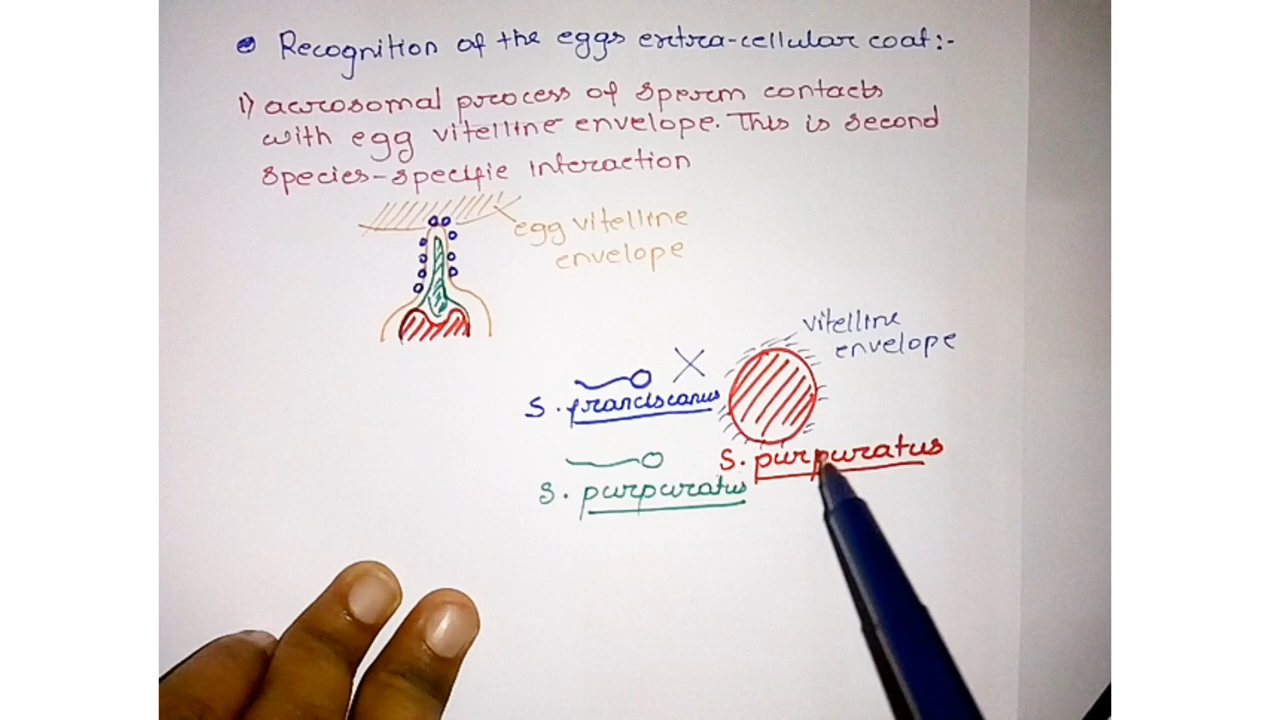 Recognition of the eggs extra-cellular coat:-
1) acrosomal process of sperm contacts
with egg vitelline envelope. This is second
species-specific interaction
egg vitelline
envelope
vitelline
envelope
S. franciscanus
S. purpuratus
S. purpuratus